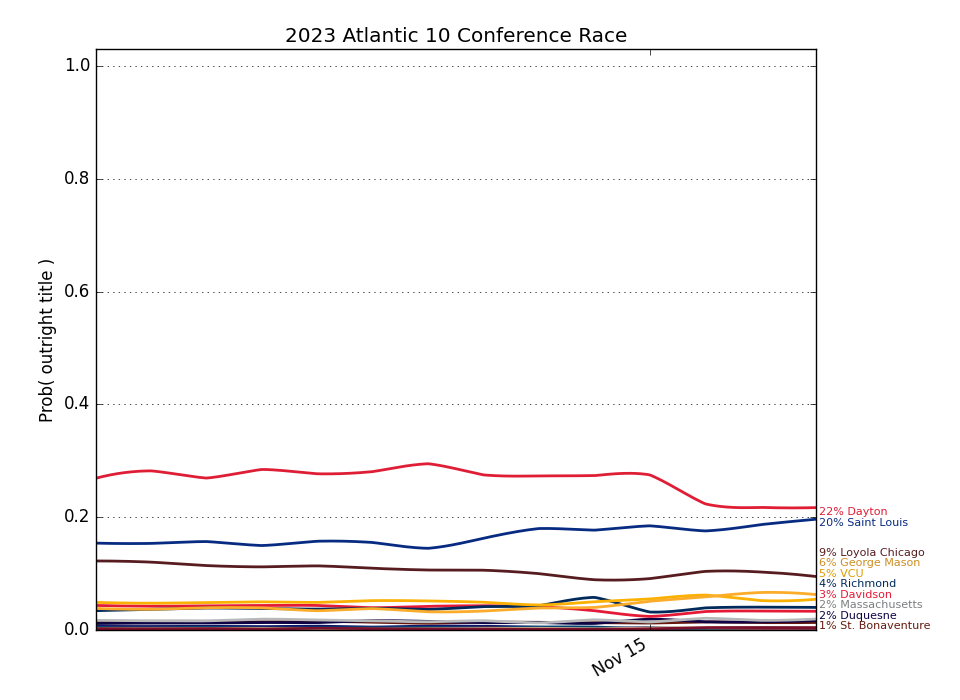 2023 Atlantic 10 Conference Race
Prob( outright title )
1.0
0.8
0.6
0.4
0.2
0.0
Nov 15
22% Dayton
20% Saint Louis
9% Loyola Chicago
6% George Mason
5% VCU
4% Richmond
3% Davidson
2% Massachusetts
2% Duquesne
1% St. Bonaventure